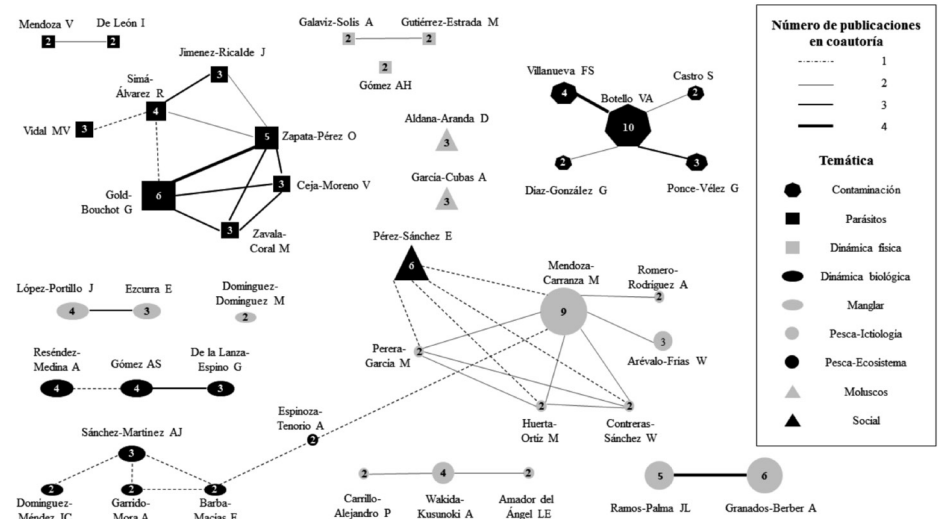 Mendoza V
De León I
2
2
Galaviz-Solis A
Gutiérrez-Estrada M
2
2
2
Gómez AH
Jimenez-Ricalde J
3
Simá-
Álvarez R
4
Vidal MV
3
5
Zapata-Pérez O
Gold-
Bouchot G
6
3
Ceja-Moreno V
3
Zavala-
Coral M
Aldana-Aranda D
3
García-Cubas A
3
Villanueva FS
4
Botello VA
10
Castro S
2
2
Diaz-González G
3
Ponce-Vélez G
Número de publicaciones
en coautoría
1
2
3
4
Temática
Contaminación
Parásitos
Dinámica física
Dinámica biológica
Manglar
Pesca-Ictiología
Pesca-Ecosistema
Moluscos
Social
Pérez-Sánchez E
6
Mendoza-
Carranza M
9
Romero-
Rodríguez A
2
3
Arévalo-Frías W
Perera-
García M
2
2
Huerta-
Ortíz M
2
Contreras-
Sánchez W
López-Portillo J
Ezcurra E
4
3
Dominguez-
Dominguez M
2
Reséndez-
Medina A
4
Gómez AS
4
De la Lanza-
Espino G
3
Espinoza-
Tenorio A
2
Sánchez-Martinez AJ
3
2
Dominguez-
Méndez JC
2
Garrido-
Mora A
2
Barba-
Macías E
2
Carrillo-
Alejandro P
4
Wakida-
Kusunoki A
2
Amador del
Ángel LE
5
Ramos-Palma JL
6
Granados-Berber A